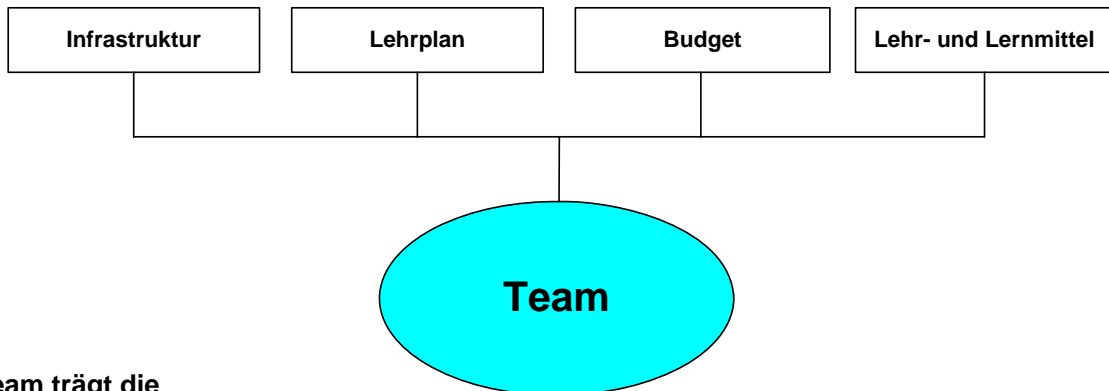 Infrastruktur
Lehrplan
Budget
Lehr- und Lernmittel
Team
eam trägt die